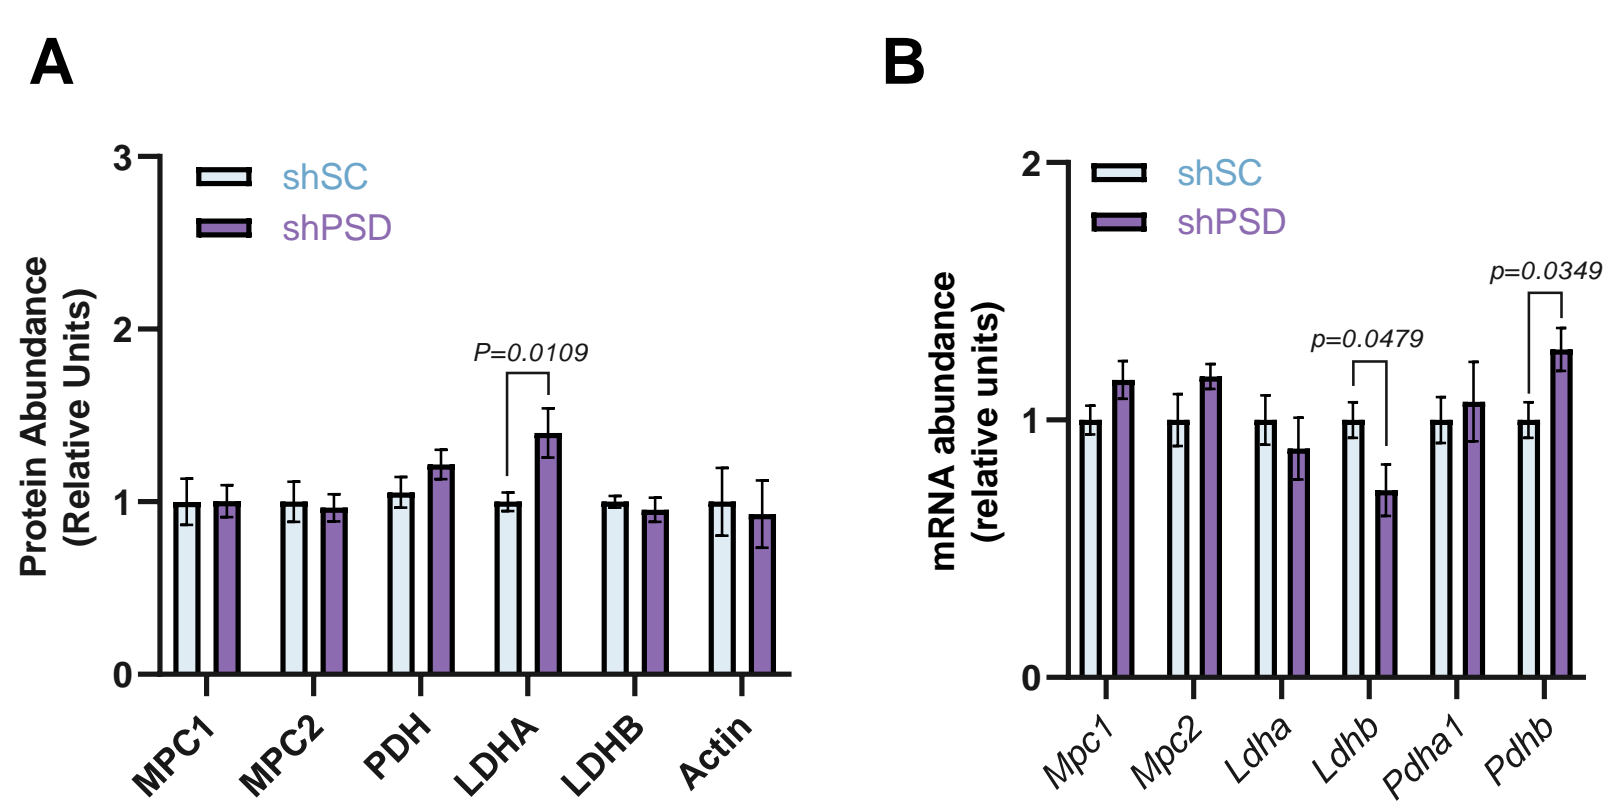 A
Protein Abundance
(Relative Units)
3
2
1
0
shSC
shPSD
P=0.0109
MPC1
MPC2
PDH
LDHA
LDHB
Actin
B
mRNA abundance
(relative units)
2
1
0
shSC
shPSD
p=0.0479
p=0.0349
Mpc1
Mpc2
Ldha
Ldhb
Pdha1
Pdhb